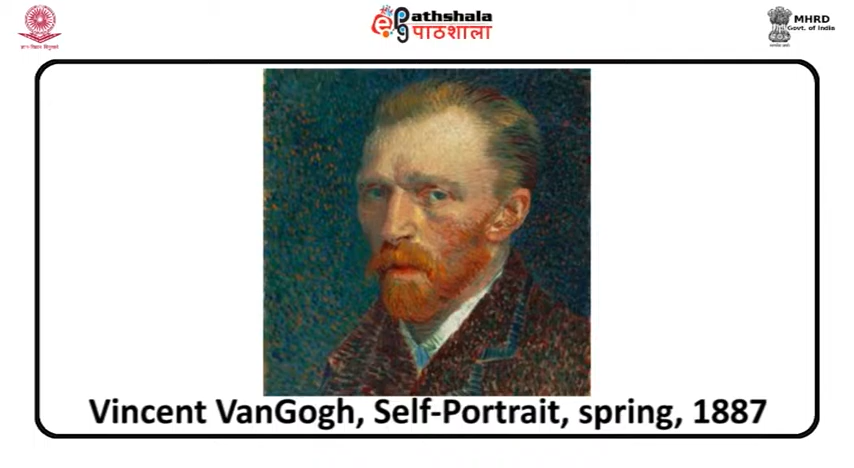 ePathshala
पाठशाला
MHRD
Govt. of India
Vincent VanGogh, Self-Portrait, spring, 1887